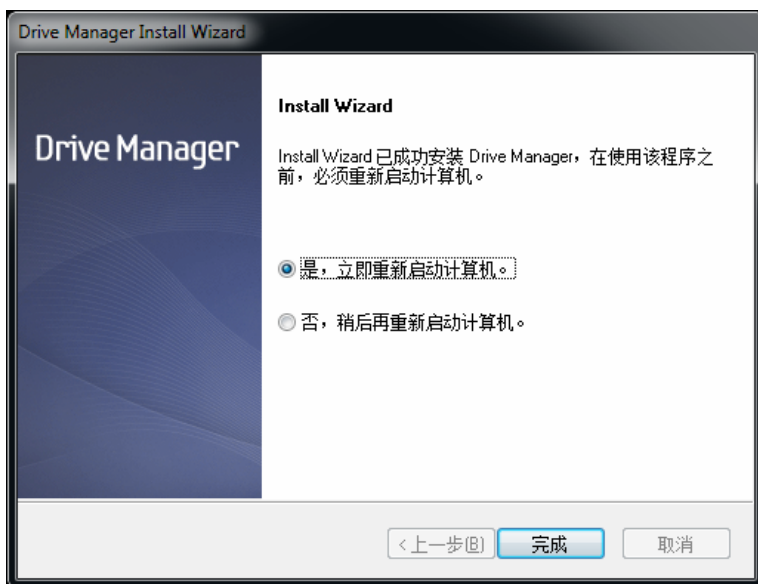 Drive Manager Install Wizard
Drive Manager
Install Wizard
Install Wizard 已成功安装 Drive Manager，在使用该程序之
前，必须重新启动计算机。
是，立即重新启动计算机。
否，稍后再重新启动计算机。
<上一步(B) 完成 取消